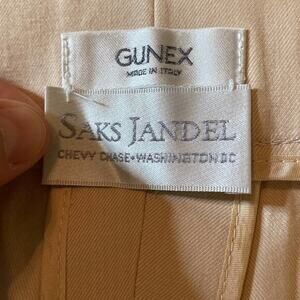 GUNEX
MADE IN ITALY
SAKS JANDEL
CHEVY CHASE•WASHINGTON DC